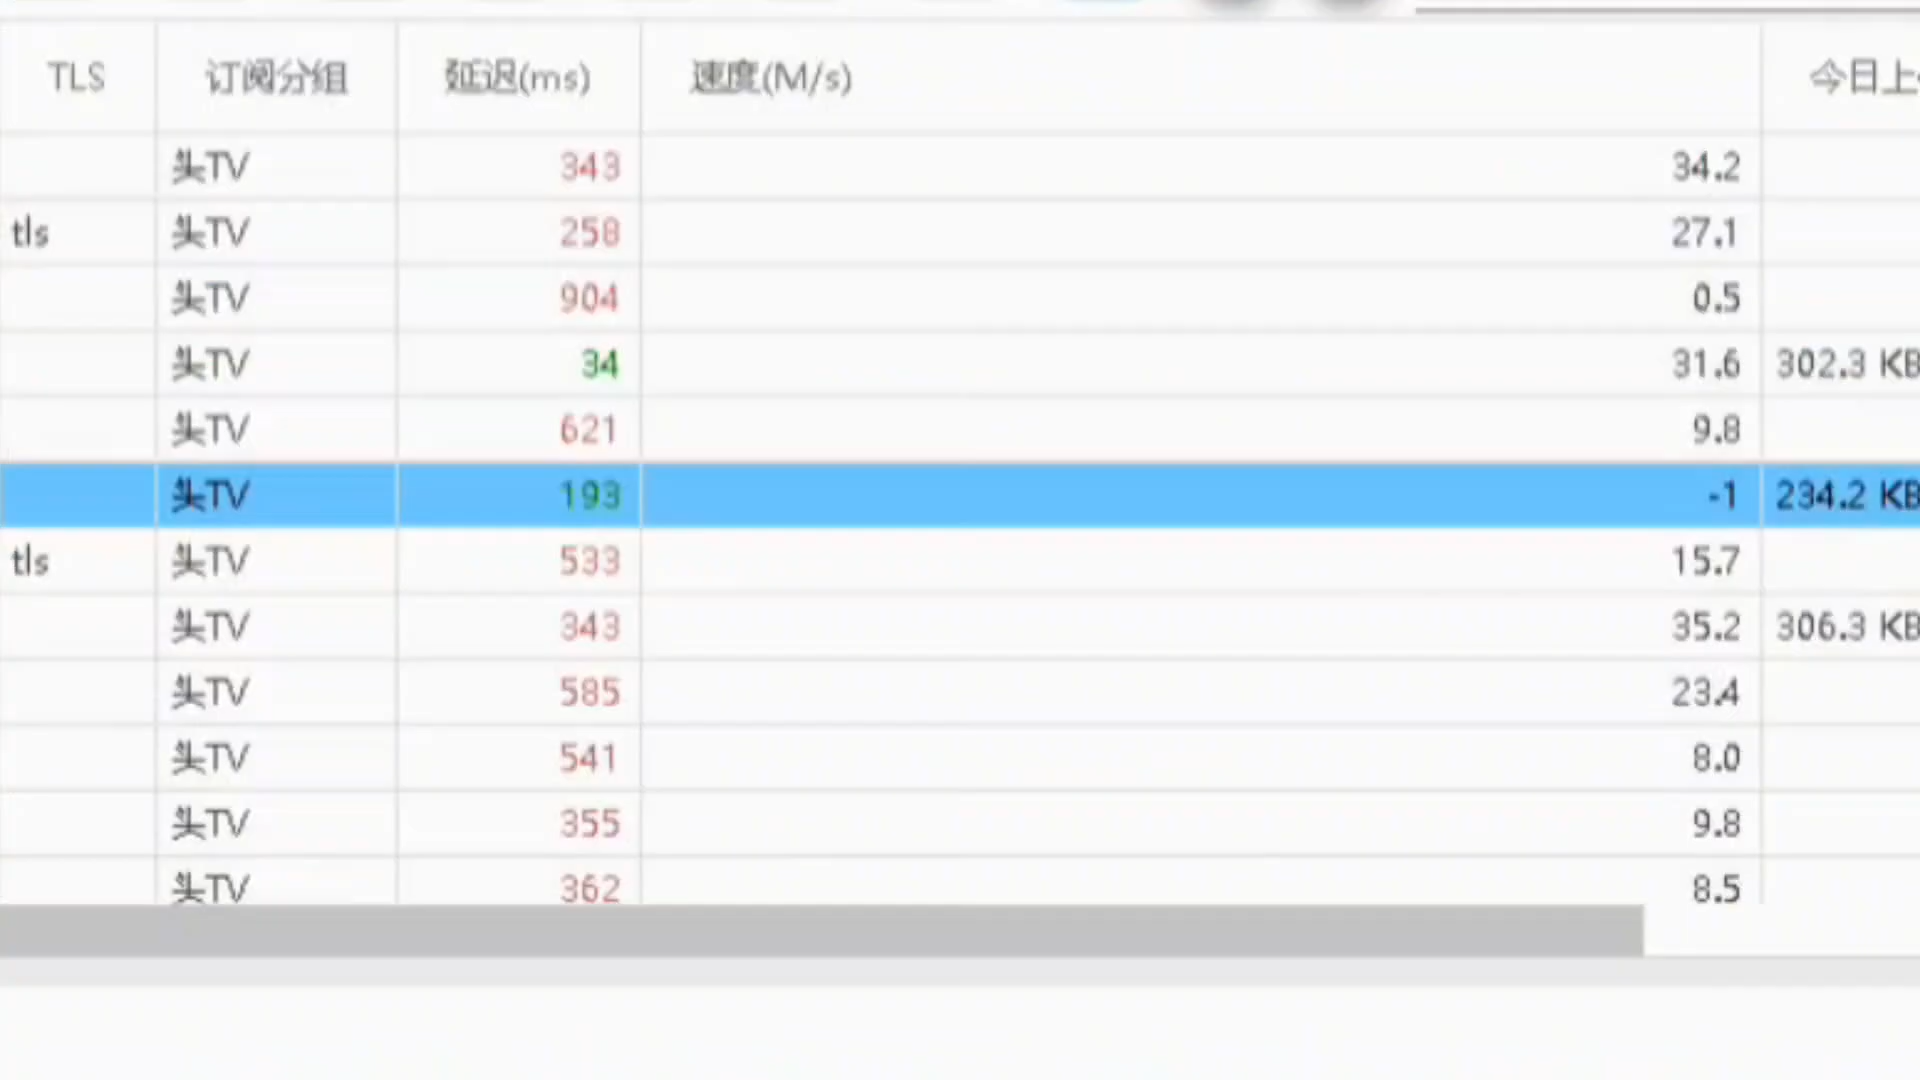 TLS 订阅分组 延迟(ms) 速度(M/s) 今日上
头TV 343 34.2
tls 头TV 258 27.1
头TV 904 0.5
头TV 34 31.6 302.3 KB
头TV 621 9.8
头TV 193 -1 234.2 KB
tls 头TV 533 15.7
头TV 343 35.2 306.3 KB
头TV 585 23.4
头TV 541 8.0
头TV 355 9.8
头TV 362 8.5